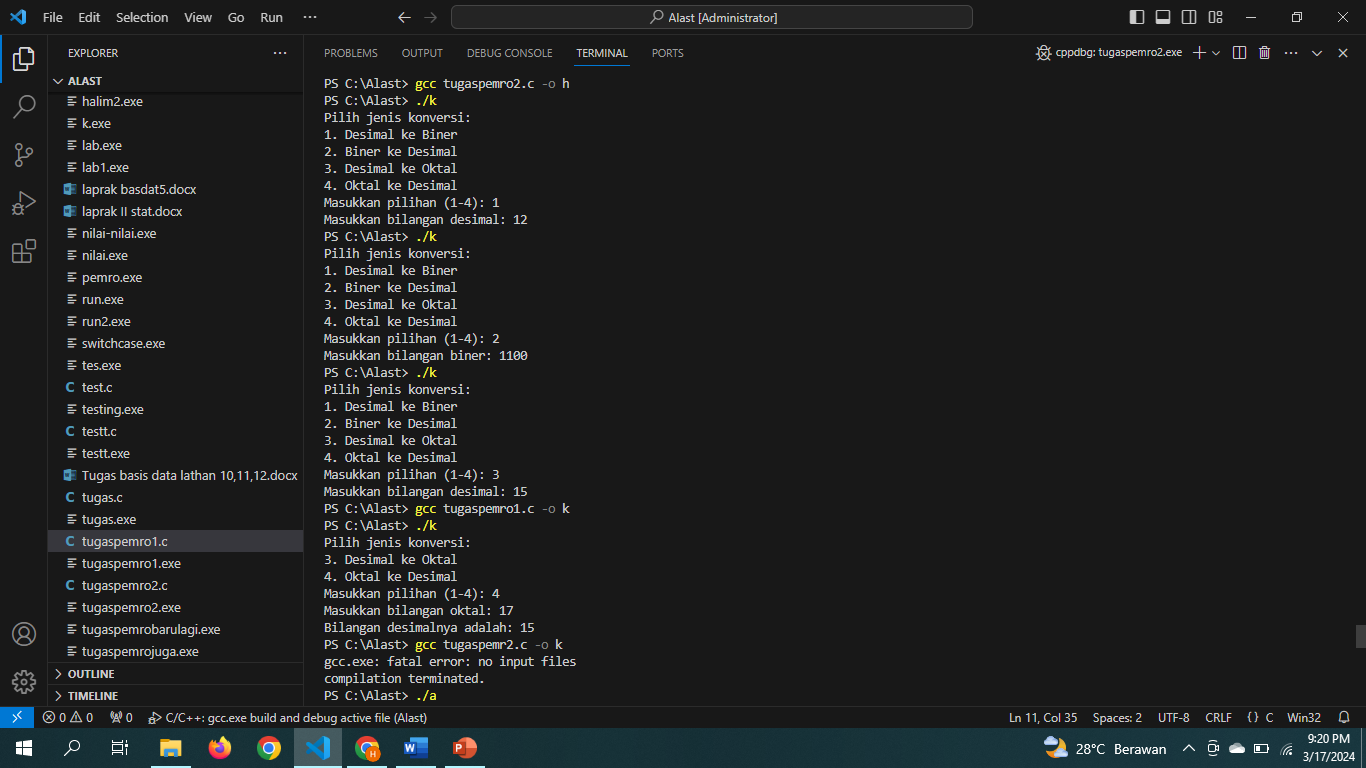 File Edit Selection View Go Run ··· Alast [Administrator]
EXPLORER ···
ALAST
halim2.exe
k.exe
lab.exe
lab1.exe
laprak basdat5.docx
laprak II stat.docx
nilai-nilai.exe
nilai.exe
pemro.exe
run.exe
run2.exe
switchcase.exe
tes.exe
test.c
testing.exe
testt.c
testt.exe
Tugas basis data lathan 10,11,12.docx
tugas.c
tugas.exe
tugaspemro1.c
tugaspemro1.exe
tugaspemro2.c
tugaspemro2.exe
tugaspemrobarulagi.exe
tugaspemrojuga.exe
OUTLINE
TIMELINE
PROBLEMS OUTPUT DEBUG CONSOLE TERMINAL PORTS cppdbg: tugaspemro2.exe
PS C:\Alast> gcc tugaspemro2.c -o h
PS C:\Alast> ./k
Pilih jenis konversi:
1. Desimal ke Biner
2. Biner ke Desimal
3. Desimal ke Oktal
4. Oktal ke Desimal
Masukkan pilihan (1-4): 1
Masukkan bilangan desimal: 12
PS C:\Alast> ./k
Pilih jenis konversi:
1. Desimal ke Biner
2. Biner ke Desimal
3. Desimal ke Oktal
4. Oktal ke Desimal
Masukkan pilihan (1-4): 2
Masukkan bilangan biner: 1100
PS C:\Alast> ./k
Pilih jenis konversi:
1. Desimal ke Biner
2. Biner ke Desimal
3. Desimal ke Oktal
4. Oktal ke Desimal
Masukkan pilihan (1-4): 3
Masukkan bilangan desimal: 15
PS C:\Alast> gcc tugaspemro1.c -o k
PS C:\Alast> ./k
Pilih jenis konversi:
3. Desimal ke Oktal
4. Oktal ke Desimal
Masukkan pilihan (1-4): 4
Masukkan bilangan oktal: 17
Bilangan desimalnya adalah: 15
PS C:\Alast> gcc tugaspemr2.c -o k
gcc.exe: fatal error: no input files
compilation terminated.
PS C:\Alast> ./a
0 0 0 C/C++: gcc.exe build and debug active file (Alast) Ln 11, Col 35 Spaces: 2 UTF-8 CRLF {} C Win32
28°C Berawan 9:20 PM
3/17/2024